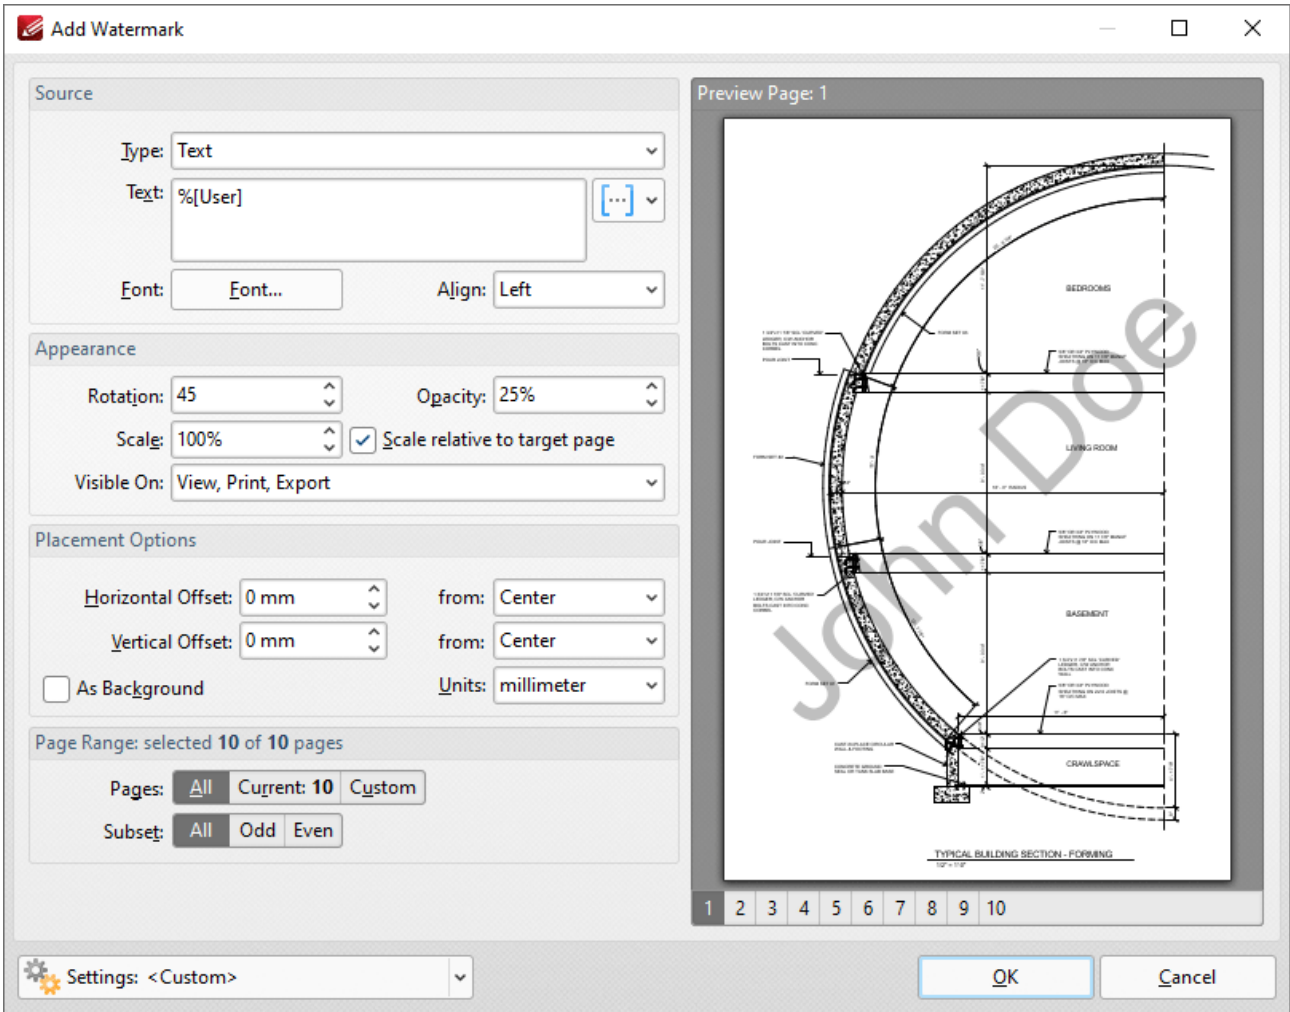 Add Watermark
Source
Type: Text
Text: %[User]
Font: Font... Align: Left
Appearance
Rotation: 45 Opacity: 25%
Scale: 100% Scale relative to target page
Visible On: View, Print, Export
Placement Options
Horizontal Offset: 0 mm from: Center
Vertical Offset: 0 mm from: Center
As Background Units: millimeter
Page Range: selected 10 of 10 pages
Pages: All Current: 10 Custom
Subset: All Odd Even
Settings: <Custom>
Preview Page: 1
BEDROOMS
LIVING ROOM
BASEMENT
CRAWLSPACE
John Doe
TYPICAL BUILDING SECTION - FORMING
1 2 3 4 5 6 7 8 9 10
OK Cancel